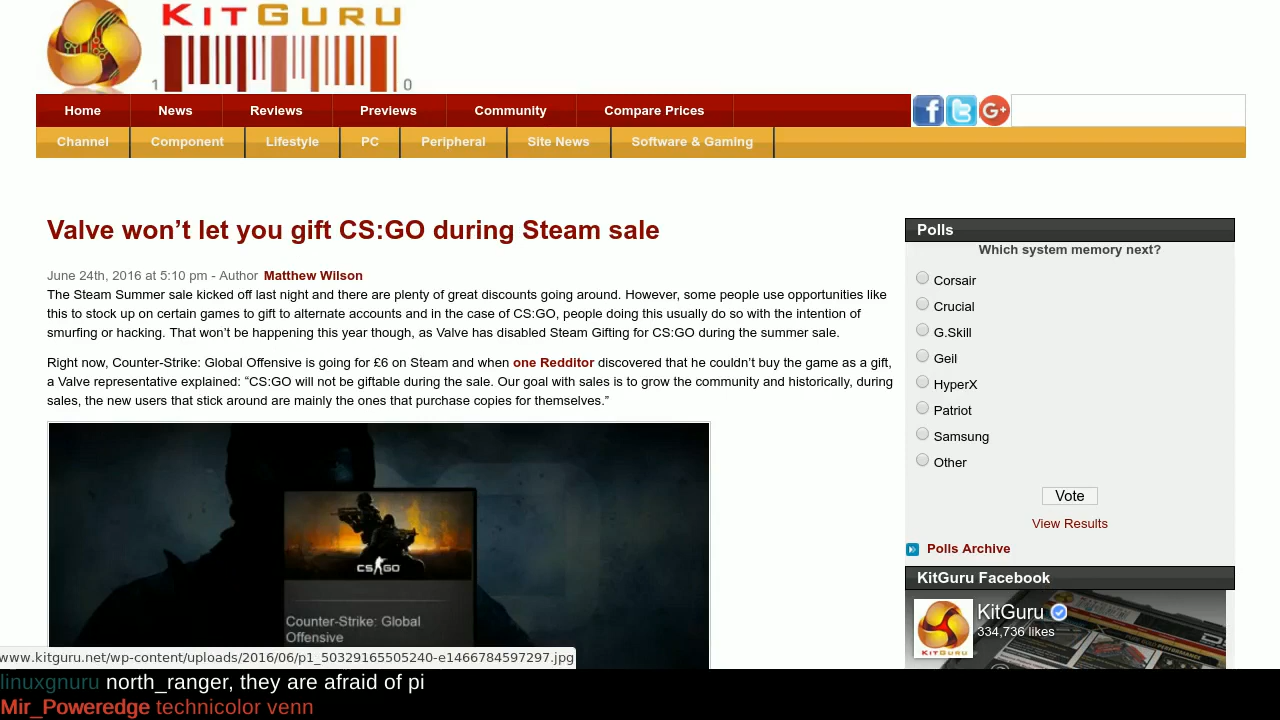 KITGURU
1 0
Home News Reviews Previews Community Compare Prices
Channel Component Lifestyle PC Peripheral Site News Software & Gaming
Valve won’t let you gift CS:GO during Steam sale
June 24th, 2016 at 5:10 pm - Author Matthew Wilson
The Steam Summer sale kicked off last night and there are plenty of great discounts going around. However, some people use opportunities like
this to stock up on certain games to gift to alternate accounts and in the case of CS:GO, people doing this usually do so with the intention of
smurfing or hacking. That won’t be happening this year though, as Valve has disabled Steam Gifting for CS:GO during the summer sale.
Right now, Counter-Strike: Global Offensive is going for £6 on Steam and when one Redditor discovered that he couldn’t buy the game as a gift,
a Valve representative explained: “CS:GO will not be giftable during the sale. Our goal with sales is to grow the community and historically, during
sales, the new users that stick around are mainly the ones that purchase copies for themselves.”
CS GO
Counter-Strike: Global
Offensive
Polls
Which system memory next?
Corsair
Crucial
G.Skill
Geil
HyperX
Patriot
Samsung
Other
Vote
View Results
Polls Archive
KitGuru Facebook
KitGuru
334,736 likes
KITGURU
www.kitguru.net/wp-content/uploads/2016/06/p1_50329165505240-e1466784597297.jpg
linuxgnuru north_ranger, they are afraid of pi
Mir_Poweredge technicolor venn